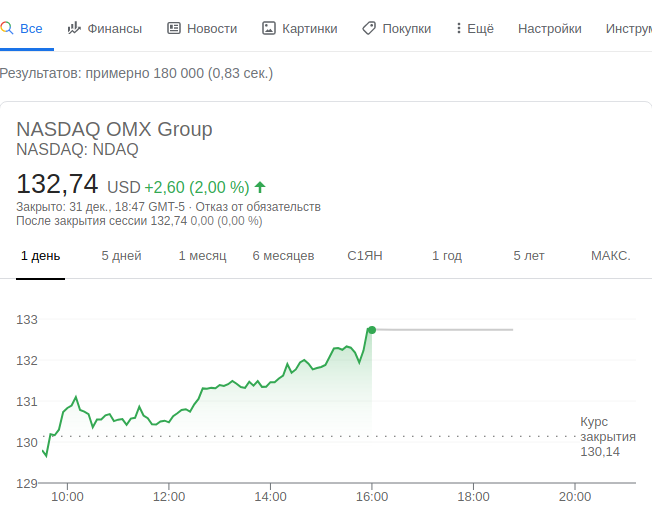 Все Финансы Новости Картинки Покупки Ещё Настройки Инструм
Результатов: примерно 180 000 (0,83 сек.)
NASDAQ OMX Group
NASDAQ: NDAQ
132,74 USD +2,60 (2,00 %)
Закрыто: 31 дек., 18:47 GMT-5 · Отказ от обязательств
После закрытия сессии 132,74 0,00 (0,00 %)
1 день 5 дней 1 месяц 6 месяцев С1ЯН 1 год 5 лет МАКС.
133
132
131
130
129
Курс
закрытия
130,14
10:00 12:00 14:00 16:00 18:00 20:00